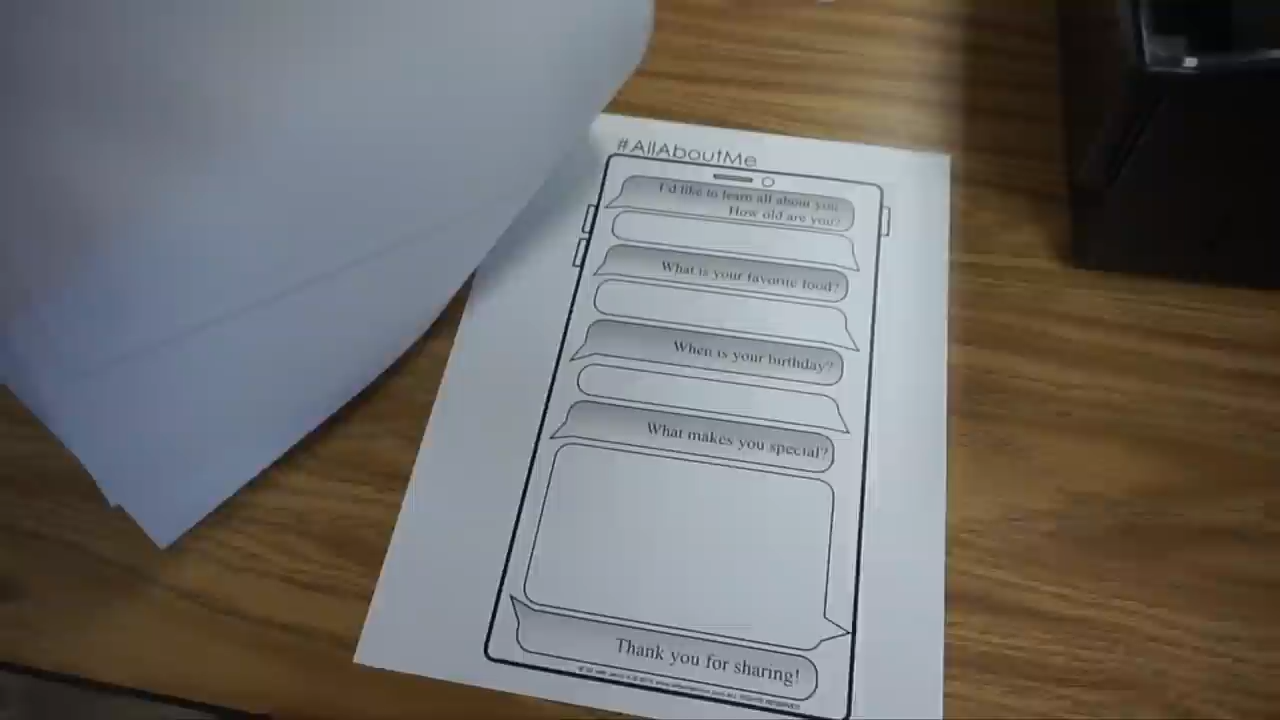 #AllAboutMe
I'd like to learn all about you
How old are you?
What is your favorite food?
When is your birthday?
What makes you special?
Thank you for sharing!